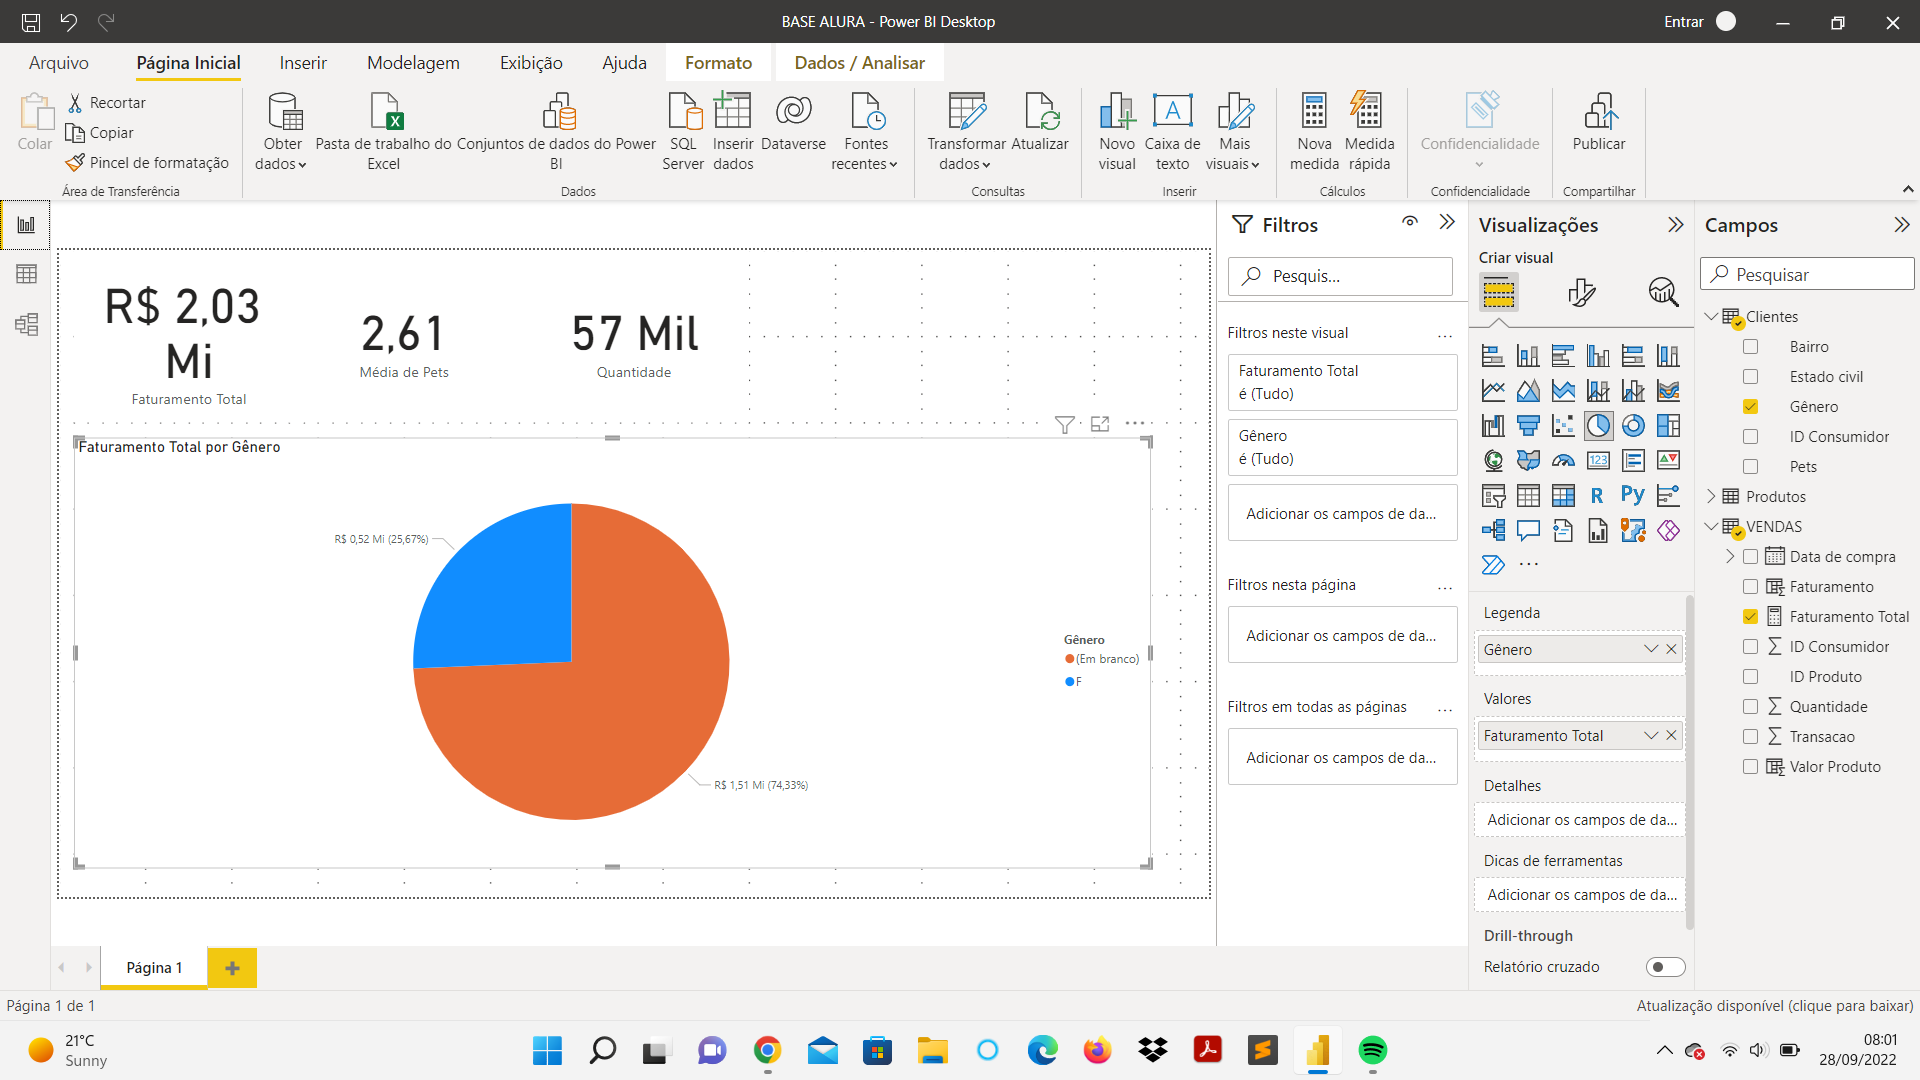 BASE ALURA - Power BI Desktop
Entrar
Arquivo
Página Inicial
Inserir
Modelagem
Exibição
Ajuda
Formato
Dados / Analisar
Colar
Recortar
Copiar
Pincel de formatação
Área de Transferência
Obter
dados
Pasta de trabalho do
Excel
Conjuntos de dados do Power
BI
SQL
Server
Inserir
dados
Dataverse
Fontes
recentes
Dados
Transformar
dados
Atualizar
Consultas
Novo
visual
Caixa de
texto
Mais
visuais
Inserir
Nova
medida
Medida
rápida
Cálculos
Confidencialidade
Confidencialidade
Publicar
Compartilhar
R$ 2,03
Mi
Faturamento Total
2,61
Média de Pets
57 Mil
Quantidade
Faturamento Total por Gênero
R$ 0,52 Mi (25,67%)
R$ 1,51 Mi (74,33%)
Gênero
(Em branco)
F
Filtros
Pesquis...
Filtros neste visual
...
Faturamento Total
é (Tudo)
Gênero
é (Tudo)
Adicionar os campos de da...
Filtros nesta página
...
Adicionar os campos de da...
Filtros em todas as páginas
...
Adicionar os campos de da...
Visualizações
Criar visual
123
R
Py
...
Legenda
Gênero
Valores
Faturamento Total
Detalhes
Adicionar os campos de da...
Dicas de ferramentas
Adicionar os campos de da...
Drill-through
Relatório cruzado
Campos
Pesquisar
Clientes
Bairro
Estado civil
Gênero
ID Consumidor
Pets
Produtos
VENDAS
Data de compra
Faturamento
Faturamento Total
ID Consumidor
ID Produto
Quantidade
Transacao
Valor Produto
Página 1
Página 1 de 1
Atualização disponível (clique para baixar)
21°C
Sunny
08:01
28/09/2022